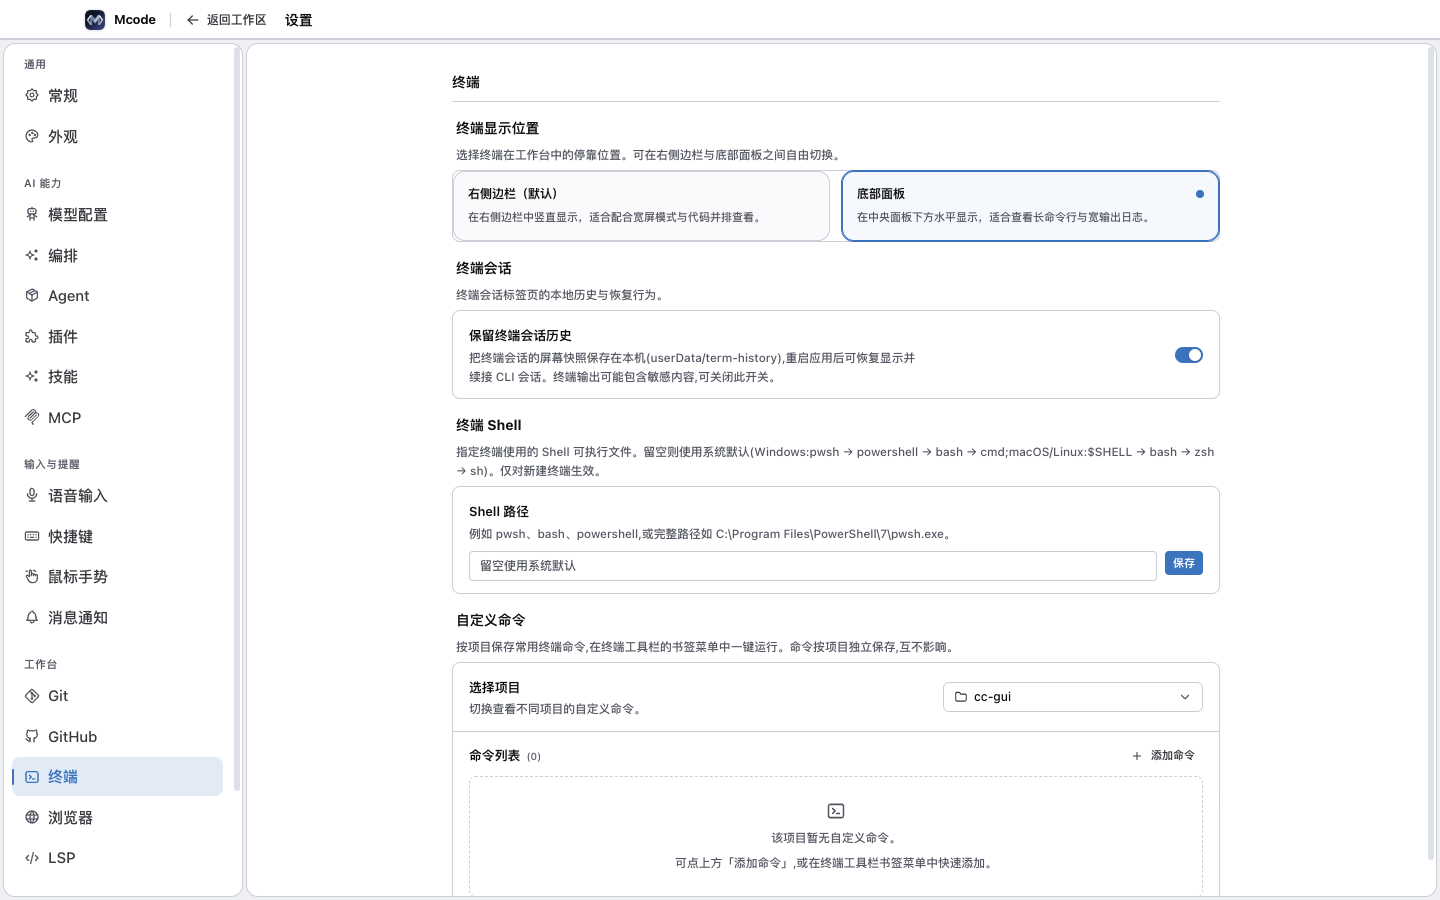 Mcode
返回工作区
设置
通用
常规
外观
AI 能力
模型配置
编排
Agent
插件
技能
MCP
输入与提醒
语音输入
快捷键
鼠标手势
消息通知
工作台
Git
GitHub
终端
浏览器
LSP
终端
终端显示位置
选择终端在工作台中的停靠位置。可在右侧边栏与底部面板之间自由切换。
右侧边栏（默认）
在右侧边栏中竖直显示，适合配合宽屏模式与代码并排查看。
底部面板
在中央面板下方水平显示，适合查看长命令行与宽输出日志。
终端会话
终端会话标签页的本地历史与恢复行为。
保留终端会话历史
把终端会话的屏幕快照保存在本机(userData/term-history),重启应用后可恢复显示并
续接 CLI 会话。终端输出可能包含敏感内容,可关闭此开关。
终端 Shell
指定终端使用的 Shell 可执行文件。留空则使用系统默认(Windows:pwsh → powershell → bash → cmd;macOS/Linux:$SHELL → bash → zsh
→ sh)。仅对新建终端生效。
Shell 路径
例如 pwsh、bash、powershell,或完整路径如 C:\Program Files\PowerShell\7\pwsh.exe。
留空使用系统默认
保存
自定义命令
按项目保存常用终端命令,在终端工具栏的书签菜单中一键运行。命令按项目独立保存,互不影响。
选择项目
切换查看不同项目的自定义命令。
cc-gui
命令列表 (0)
添加命令
该项目暂无自定义命令。
可点上方「添加命令」,或在终端工具栏书签菜单中快速添加。